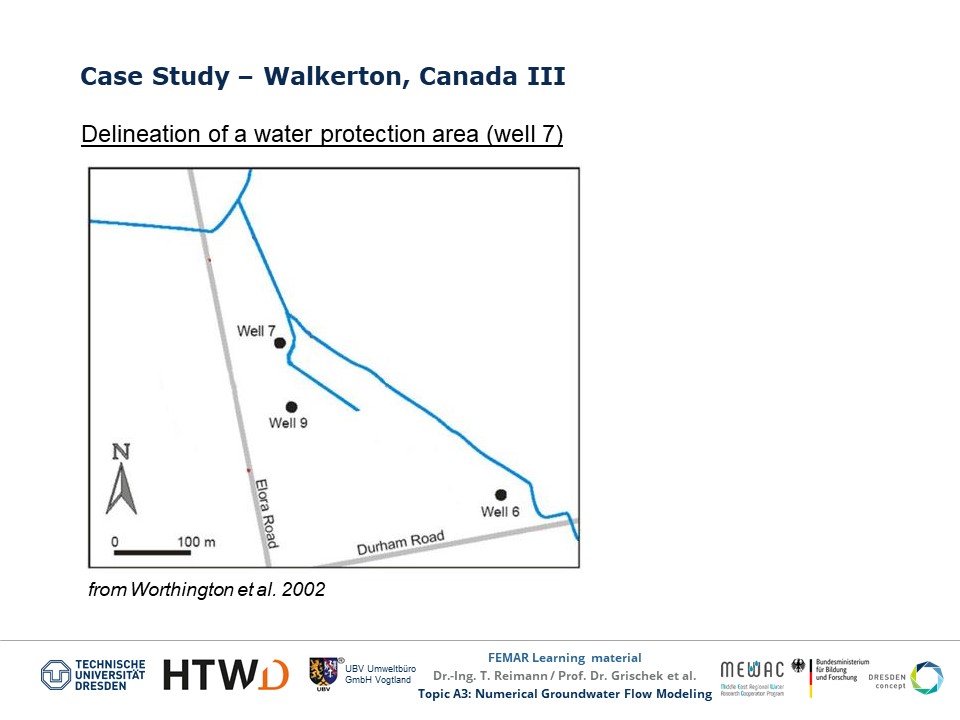 Case Study – Walkerton, Canada III
Delineation of a water protection area (well 7)
Well 7
Well 9
N
Well 6
Elora Road
Durham Road
0 100 m
from Worthington et al. 2002
TECHNISCHE
UNIVERSITÄT
DRESDEN
HTWD
®
UBV
UBV Umweltbüro
GmbH Vogtland
FEMAR Learning material
Dr.-Ing. T. Reimann / Prof. Dr. Grischek et al.
Topic A3: Numerical Groundwater Flow Modeling
MEWAC
Middle East Regional Water
Research Cooperation Program
Bundesministerium
für Bildung
und Forschung
DRESDEN
concept